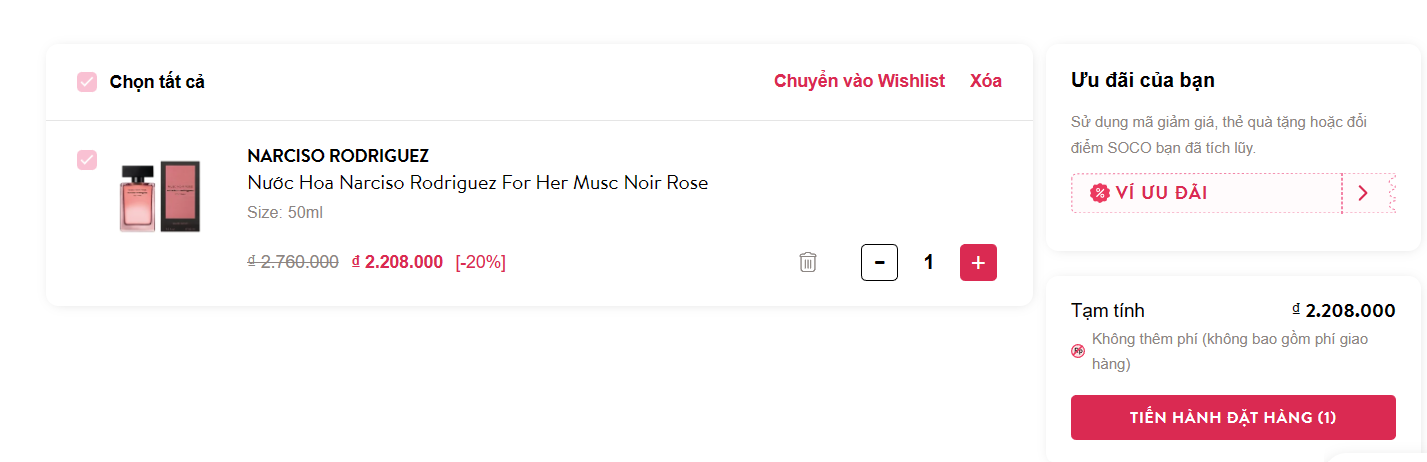 Chọn tất cả
Chuyển vào Wishlist
Xóa
NARCISO RODRIGUEZ
Nước Hoa Narciso Rodriguez For Her Musc Noir Rose
Size: 50ml
₫ 2.760.000 ₫ 2.208.000 [-20%]
- 1 +
Ưu đãi của bạn
Sử dụng mã giảm giá, thẻ quà tặng hoặc đổi
điểm SOCO bạn đã tích lũy.
VÍ ƯU ĐÃI
Tạm tính ₫ 2.208.000
Không thêm phí (không bao gồm phí giao
hàng)
TIẾN HÀNH ĐẶT HÀNG (1)